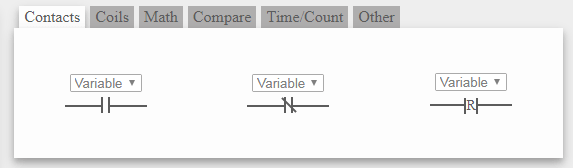 Contacts Coils Math Compare Time/Count Other
Variable Variable Variable
R